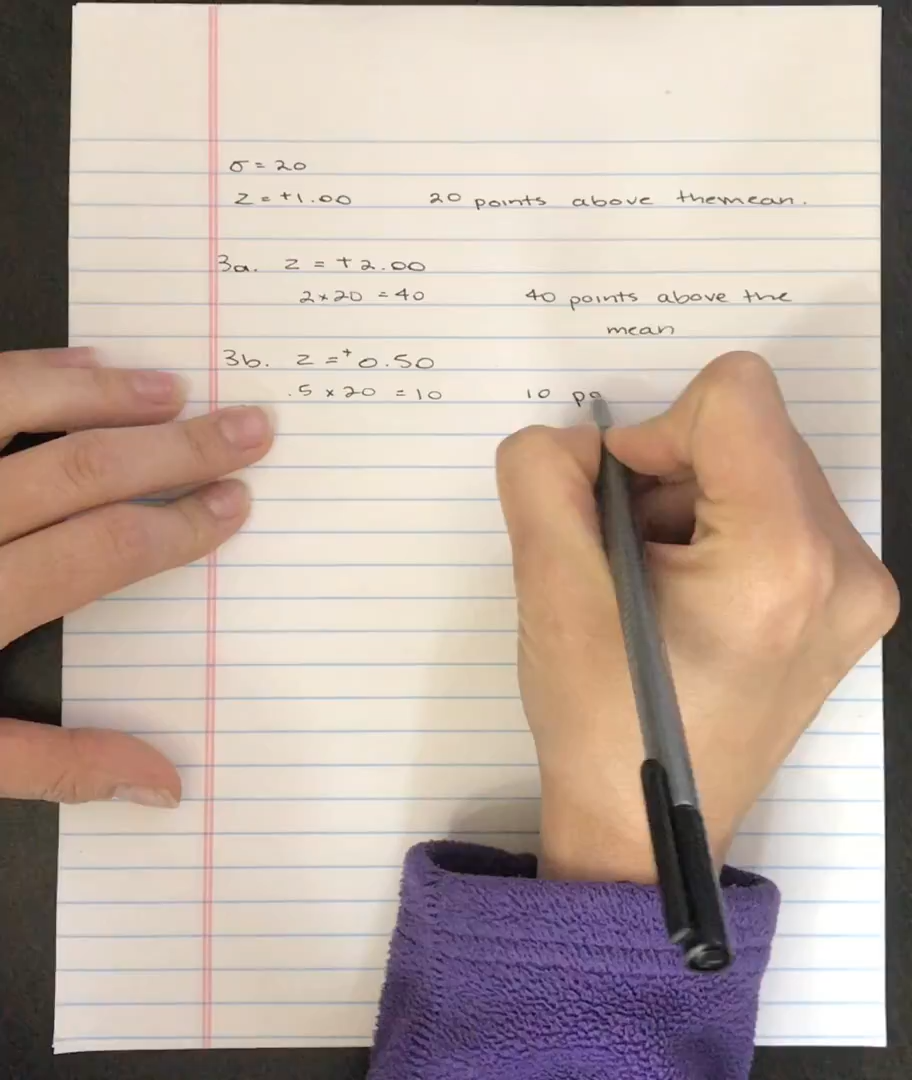 σ = 20
z = +1.00 20 points above themean.
3a. z = +2.00
2 × 20 = 40 40 points above the
mean
3b. z = +0.50
.5 × 20 = 10 10 po